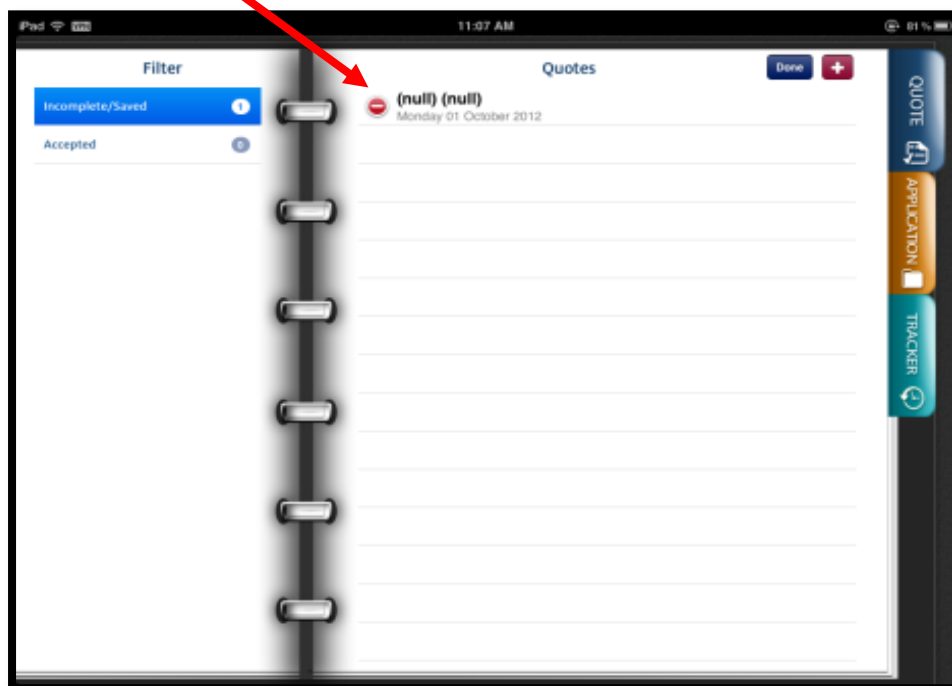 iPad VPN 11:07 AM 81%
Filter
Incomplete/Saved 1
Accepted 0
Quotes Done +
(null) (null)
Monday 01 October 2012
QUOTE
APPLICATION
TRACKER